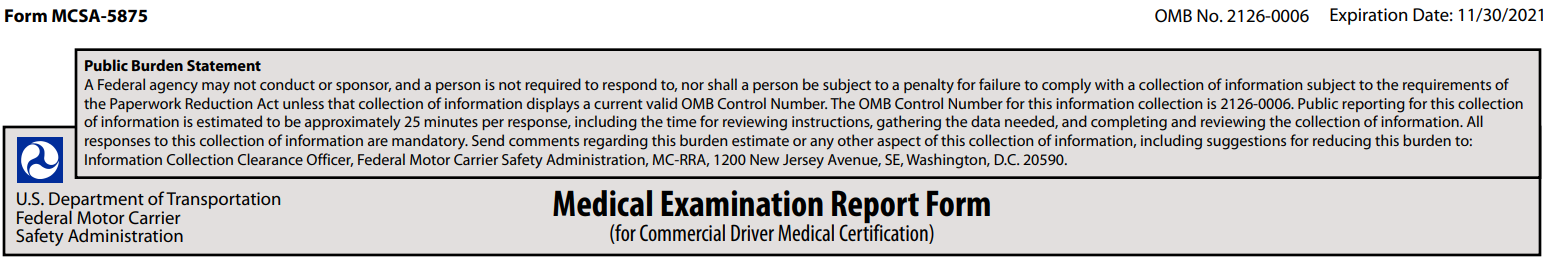 Form MCSA-5875
OMB No. 2126-0006 Expiration Date: 11/30/2021
Public Burden Statement
A Federal agency may not conduct or sponsor, and a person is not required to respond to, nor shall a person be subject to a penalty for failure to comply with a collection of information subject to the requirements of
the Paperwork Reduction Act unless that collection of information displays a current valid OMB Control Number. The OMB Control Number for this information collection is 2126-0006. Public reporting for this collection
of information is estimated to be approximately 25 minutes per response, including the time for reviewing instructions, gathering the data needed, and completing and reviewing the collection of information. All
responses to this collection of information are mandatory. Send comments regarding this burden estimate or any other aspect of this collection of information, including suggestions for reducing this burden to:
Information Collection Clearance Officer, Federal Motor Carrier Safety Administration, MC-RRA, 1200 New Jersey Avenue, SE, Washington, D.C. 20590.
U.S. Department of Transportation
Federal Motor Carrier
Safety Administration
Medical Examination Report Form
(for Commercial Driver Medical Certification)